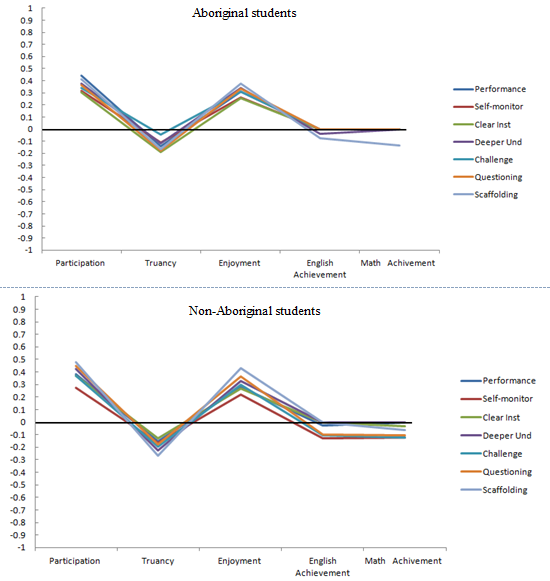 Aboriginal students
1
0.9
0.8
0.7
0.6
0.5
0.4
0.3
0.2
0.1
0
-0.1
-0.2
-0.3
-0.4
-0.5
-0.6
-0.7
-0.8
-0.9
-1
Participation Truancy Enjoyment English Math Achievement
Achievement
Performance
Self-monitor
Clear Inst
Deeper Und
Challenge
Questioning
Scaffolding
Non-Aboriginal students
1
0.9
0.8
0.7
0.6
0.5
0.4
0.3
0.2
0.1
0
-0.1
-0.2
-0.3
-0.4
-0.5
-0.6
-0.7
-0.8
-0.9
-1
Participation Truancy Enjoyment English Math Achievement
Achievement
Performance
Self-monitor
Clear Inst
Deeper Und
Challenge
Questioning
Scaffolding